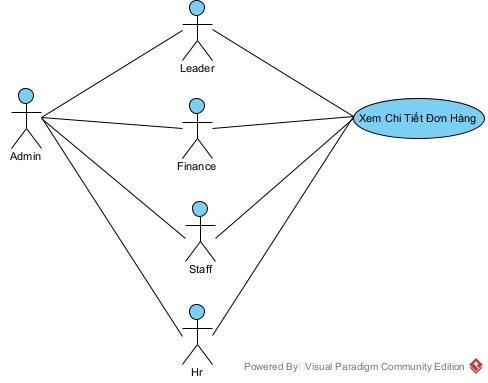 Leader
Admin
Xem Chi Tiết Đơn Hàng
Finance
Staff
Hr
Powered By Visual Paradigm Community Edition